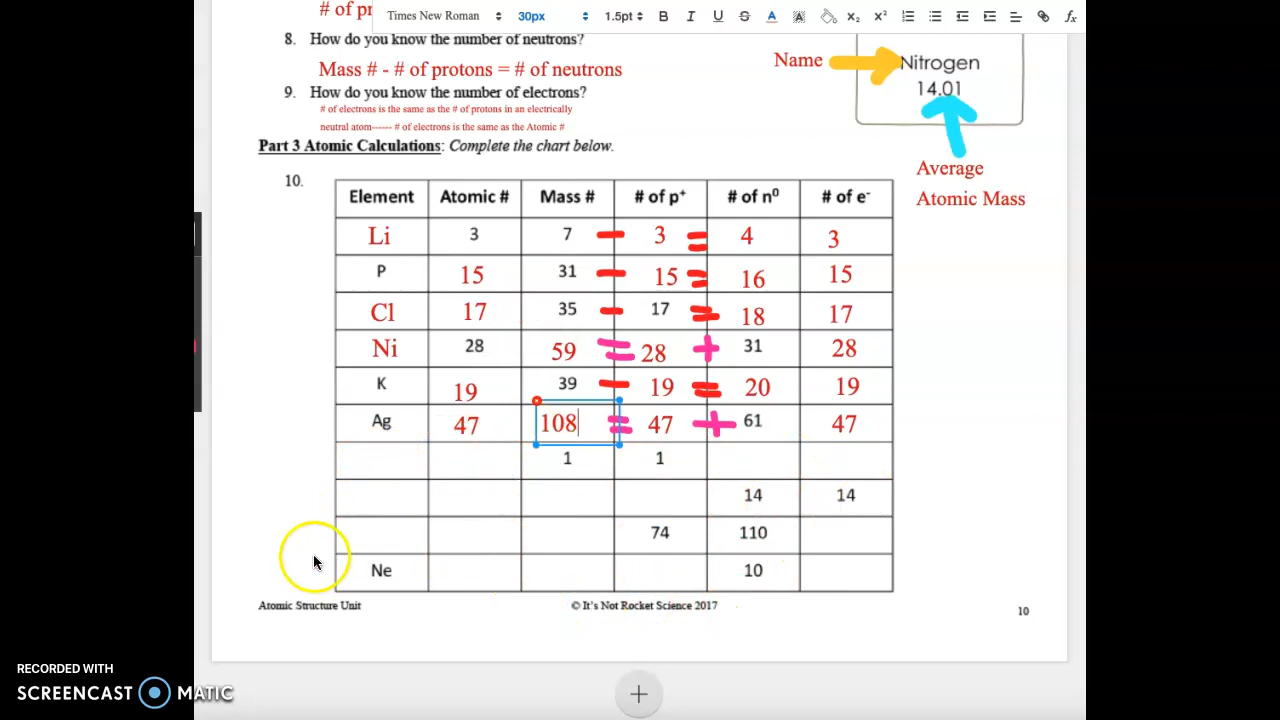 # of pr
Times New Roman 30px 1.5pt B I U S A A x₂ x² fx
8. How do you know the number of neutrons?
Mass # - # of protons = # of neutrons
9. How do you know the number of electrons?
# of electrons is the same as the # of protons in an electrically
neutral atom------ # of electrons is the same as the Atomic #
Name
Nitrogen
14.01
Average
Atomic Mass
Part 3 Atomic Calculations: Complete the chart below.
10.
Element Atomic # Mass # # of p⁺ # of n⁰ # of e⁻
Li 3 7 - 3 = 4 3
P 15 31 - 15 = 16 15
Cl 17 35 - 17 = 18 17
Ni 28 59 = 28 + 31 28
K 19 39 - 19 = 20 19
Ag 47 108 = 47 + 61 47
1 1
14 14
74 110
Ne 10
Atomic Structure Unit © It's Not Rocket Science 2017 10
RECORDED WITH
SCREENCAST MATIC